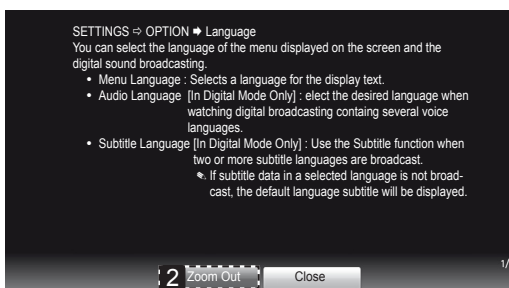 SETTINGS ⇨ OPTION ➡ Language
You can select the language of the menu displayed on the screen and the
digital sound broadcasting.
• Menu Language : Selects a language for the display text.
• Audio Language [In Digital Mode Only] : elect the desired language when
watching digital broadcasting containg several voice
languages.
• Subtitle Language [In Digital Mode Only] : Use the Subtitle function when
two or more subtitle languages are broadcast.
✎ If subtitle data in a selected language is not broad-
cast, the default language subtitle will be displayed.
1/
2 Zoom Out Close